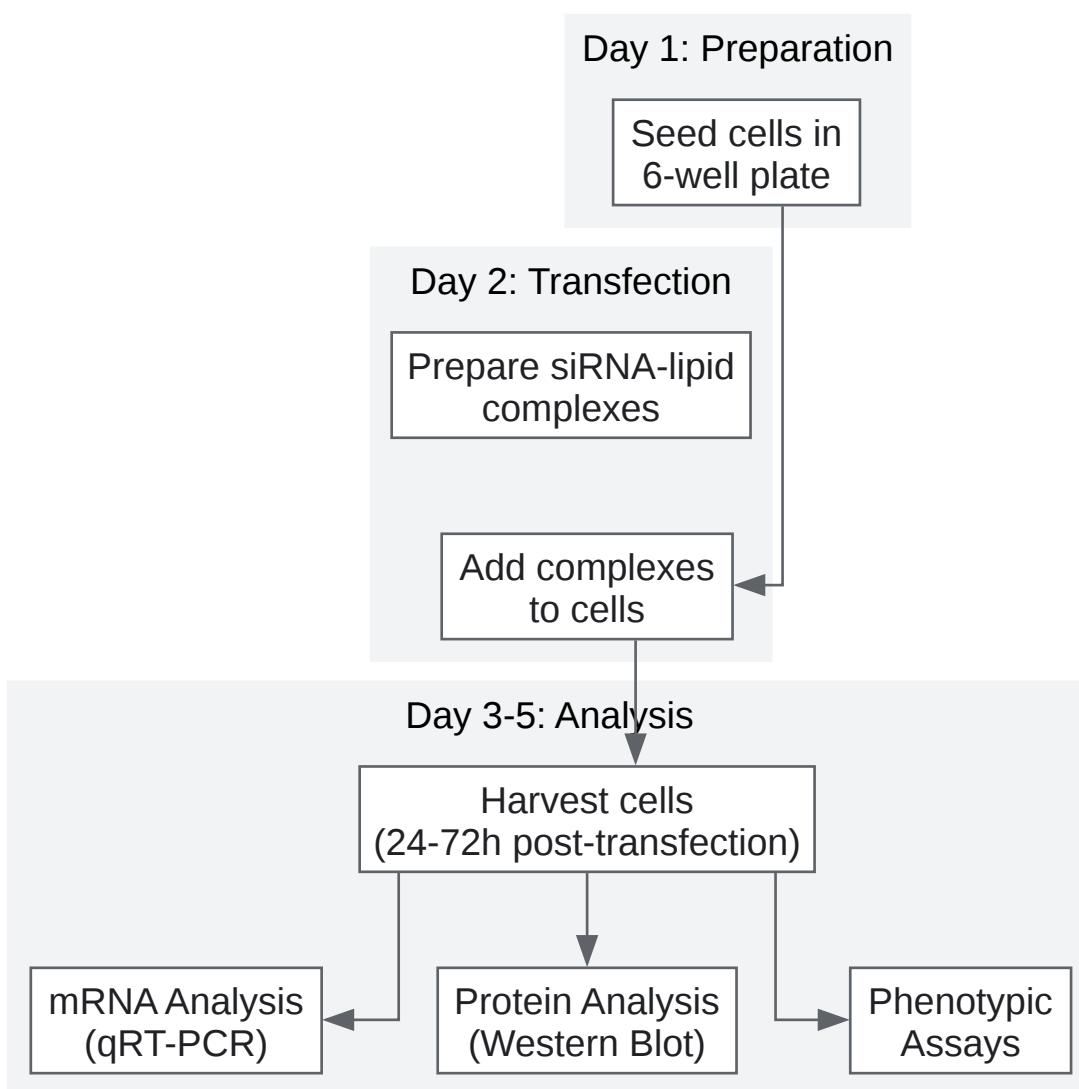 Day 1: Preparation
Seed cells in
6-well plate
Day 2: Transfection
Prepare siRNA-lipid
complexes
Add complexes
to cells
Day 3-5: Analysis
Harvest cells
(24-72h post-transfection)
mRNA Analysis
(qRT-PCR)
Protein Analysis
(Western Blot)
Phenotypic
Assays